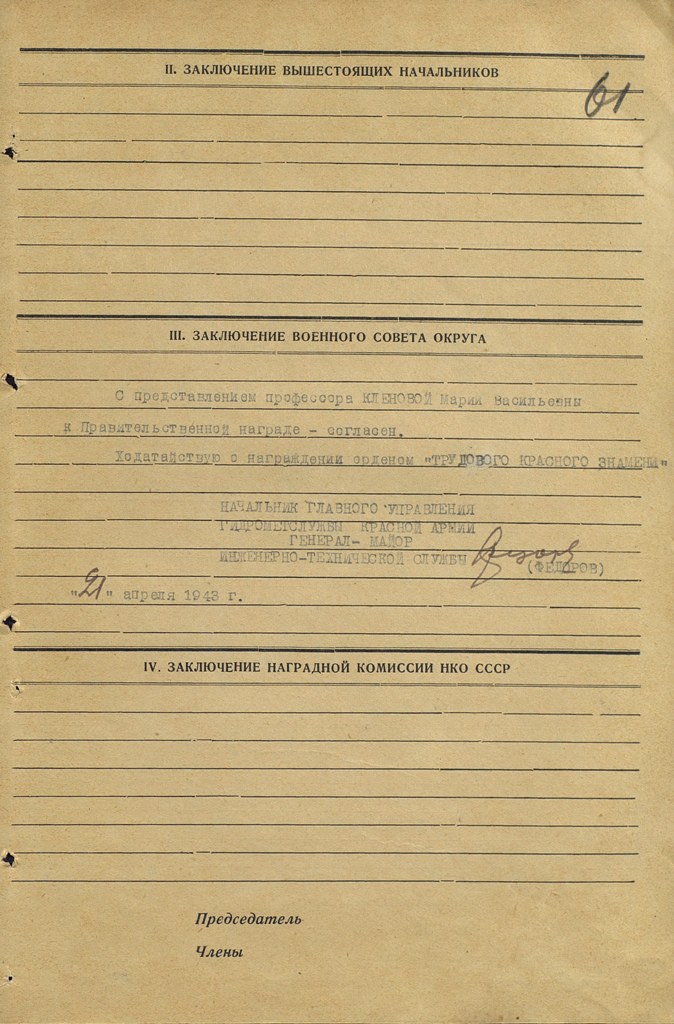 II. ЗАКЛЮЧЕНИЕ ВЫШЕСТОЯЩИХ НАЧАЛЬНИКОВ
61
III. ЗАКЛЮЧЕНИЕ ВОЕННОГО СОВЕТА ОКРУГА
С представлением профессора КЛЕНОВОЙ Марии Васильевны
к Правительственной награде - согласен.
Ходатайствую о награждении орденом "ТРУДОВОГО КРАСНОГО ЗНАМЕНИ"
НАЧАЛЬНИК ГЛАВНОГО УПРАВЛЕНИЯ
ГИДРОМЕТСЛУЖБЫ КРАСНОЙ АРМИИ
ГЕНЕРАЛ- МАЙОР
ИНЖЕНЕРНО-ТЕХНИЧЕСКОЙ СЛУЖБЫ
(ФЕДОРОВ)
"21" апреля 1943 г.
IV. ЗАКЛЮЧЕНИЕ НАГРАДНОЙ КОМИССИИ НКО СССР
Председатель
Члены